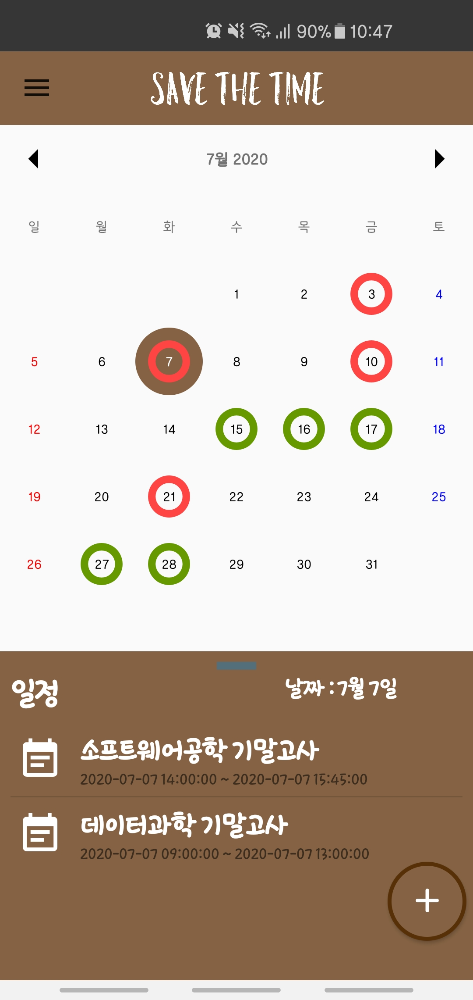 90% 10:47
SAVE THE TIME
7월 2020
일 월 화 수 목 금 토
1 2 3 4
5 6 7 8 9 10 11
12 13 14 15 16 17 18
19 20 21 22 23 24 25
26 27 28 29 30 31
일정 날짜 : 7월 7일
소프트웨어공학 기말고사
2020-07-07 14:00:00 ~ 2020-07-07 15:45:00
데이터과학 기말고사
2020-07-07 09:00:00 ~ 2020-07-07 13:00:00